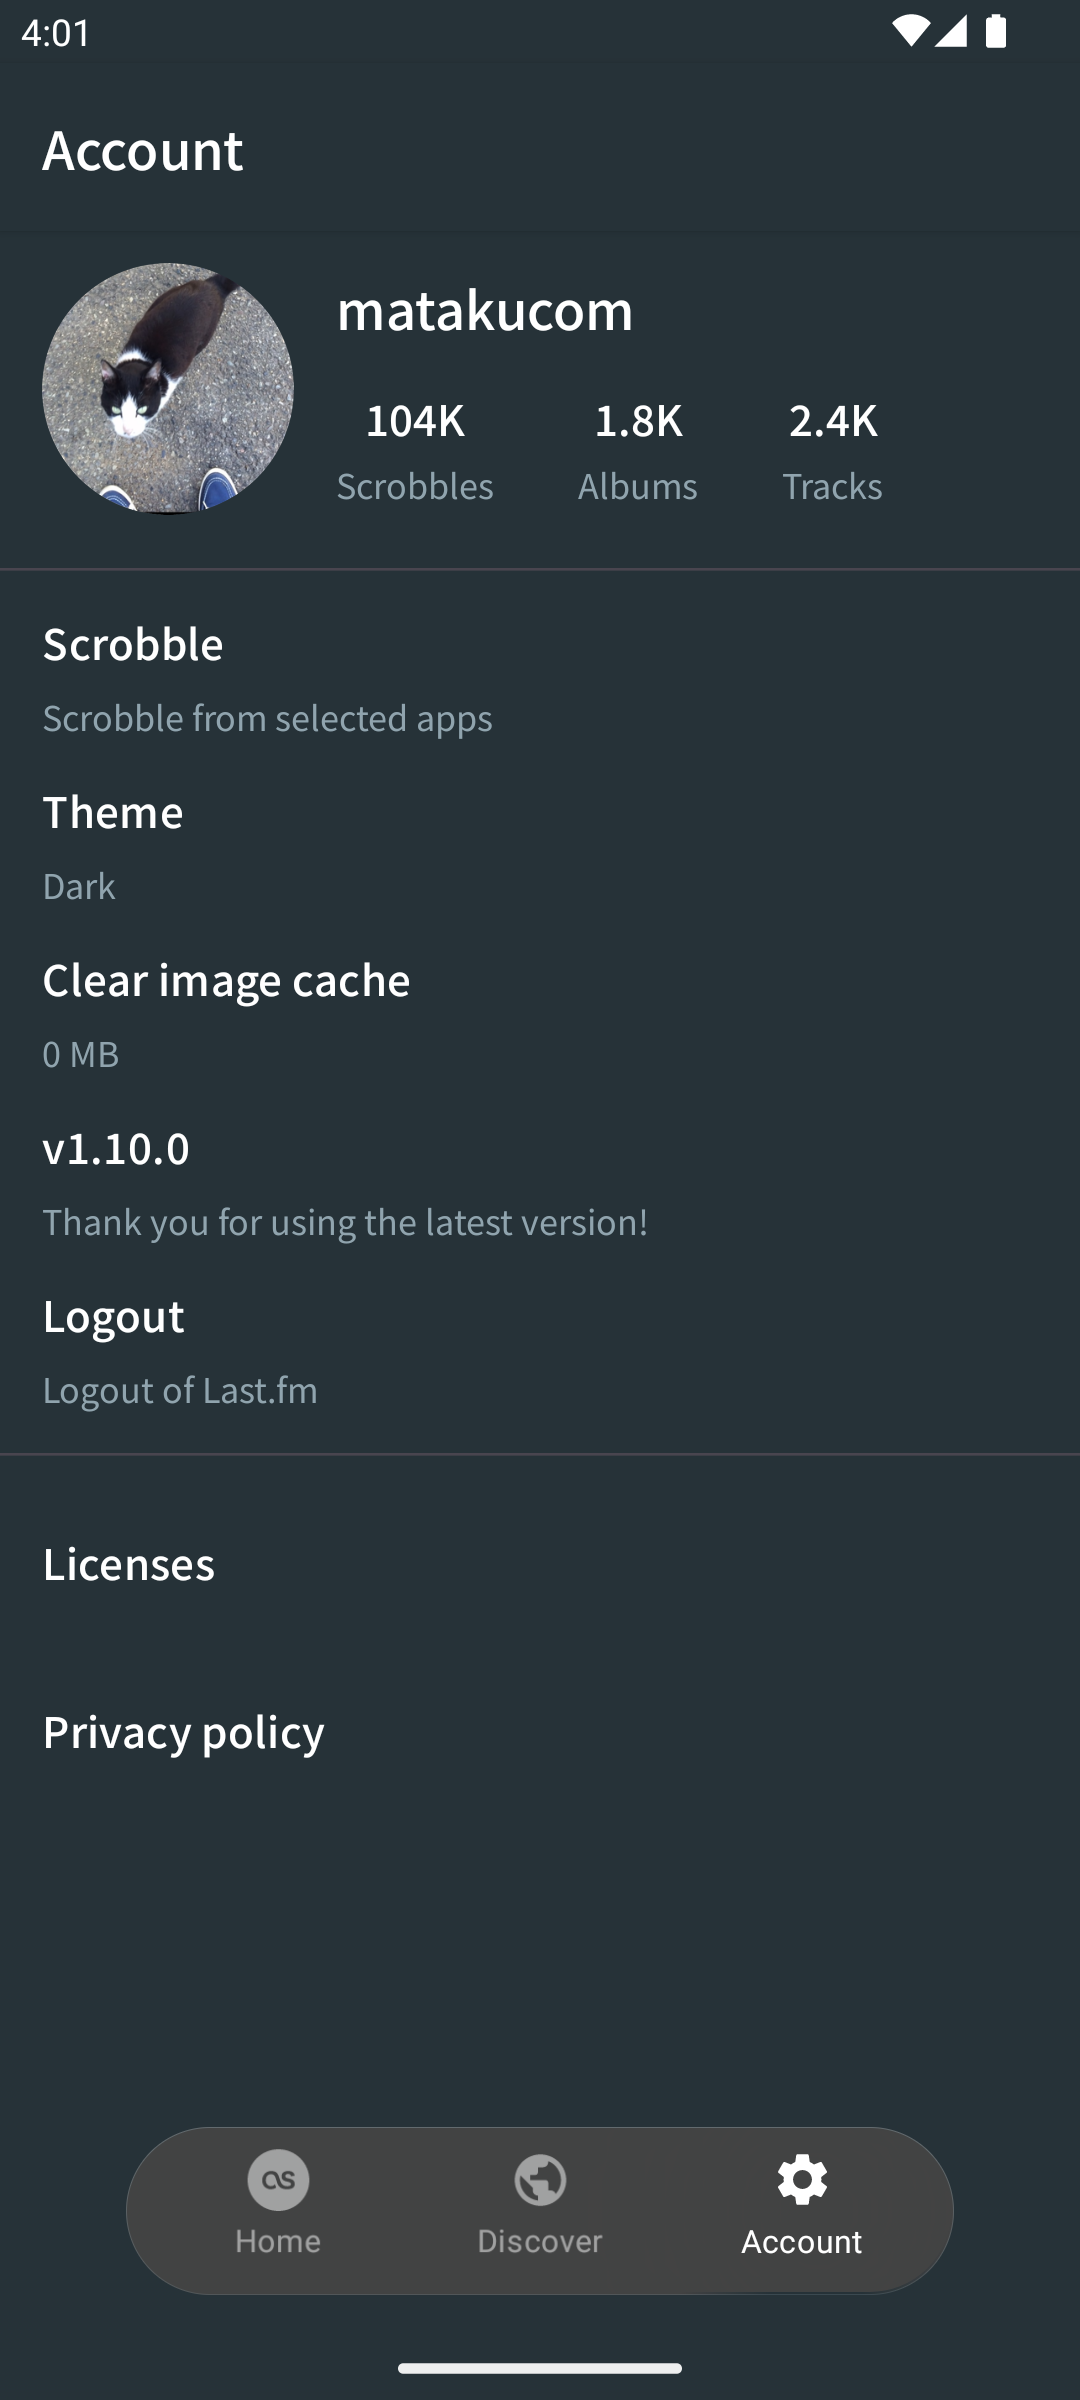 4:01
Account
matakucom
104K 1.8K 2.4K
Scrobbles Albums Tracks
Scrobble
Scrobble from selected apps
Theme
Dark
Clear image cache
0 MB
v1.10.0
Thank you for using the latest version!
Logout
Logout of Last.fm
Licenses
Privacy policy
as
Home Discover Account